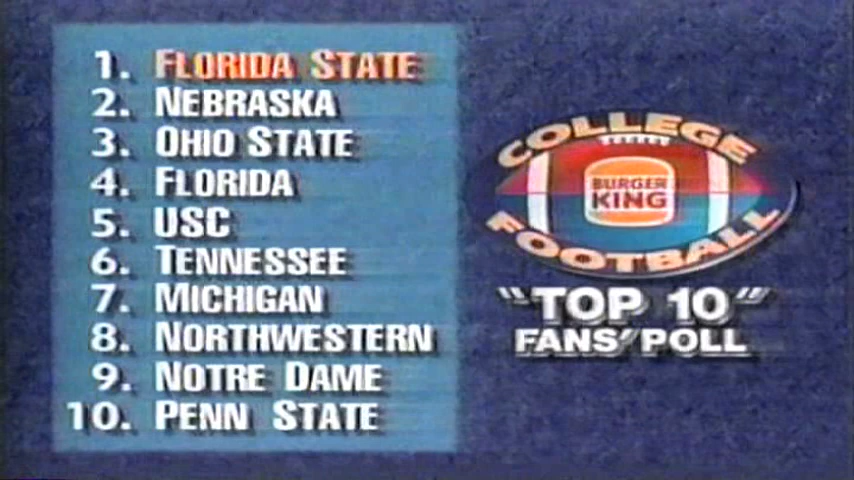 1. FLORIDA STATE
2. NEBRASKA
3. OHIO STATE
4. FLORIDA
5. USC
6. TENNESSEE
7. MICHIGAN
8. NORTHWESTERN
9. NOTRE DAME
10. PENN STATE
COLLEGE
BURGER
KING
FOOTBALL
"TOP 10"
FANS' POLL